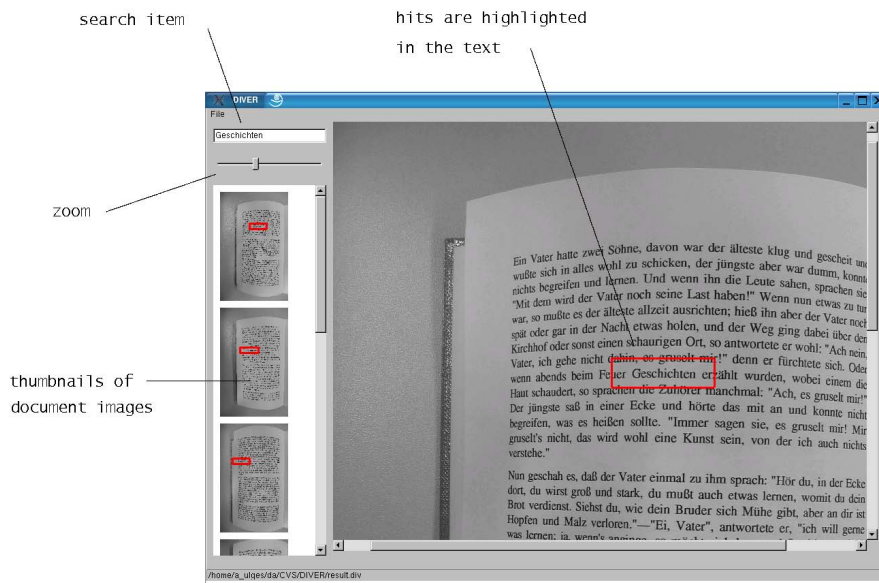 search item
hits are highlighted
in the text
DIVER
File
Geschichten
zoom
thumbnails of
document images
Ein Vater hatte zwei Söhne, davon war der älteste klug und gescheit und
wußte sich in alles wohl zu schicken, der jüngste aber war dumm, konnte
nichts begreifen und lernen. Und wenn ihn die Leute sahen, sprachen sie
"Mit dem wird der Vater noch seine Last haben!" Wenn nun etwas zu tun
war, so mußte es der älteste allzeit ausrichten; hieß ihn aber der Vater noch
spät oder gar in der Nacht etwas holen, und der Weg ging dabei über den
Kirchhof oder sonst einen schaurigen Ort, so antwortete er wohl: "Ach nein,
Vater, ich gehe nicht dahin, es gruselt mir!" denn er fürchtete sich. Oder
wenn abends beim Feuer Geschichten erzählt wurden, wobei einem die
Haut schaudert, so sprachen die Zuhörer manchmal: "Ach, es gruselt mir!"
Der jüngste saß in einer Ecke und hörte das mit an und konnte nicht
begreifen, was es heißen sollte. "Immer sagen sie, es gruselt mir! Mir
gruselt's nicht, das wird wohl eine Kunst sein, von der ich auch nichts
verstehe."
Nun geschah es, daß der Vater einmal zu ihm sprach: "Hör du, in der Ecke
dort, du wirst groß und stark, du mußt auch etwas lernen, womit du dein
Brot verdienst. Siehst du, wie dein Bruder sich Mühe gibt, aber an dir ist
Hopfen und Malz verloren."—"Ei, Vater", antwortete er, "ich will gerne
was lernen; ja, wenn's anginge, so
/home/a_ulges/da/CVS/DIVER/result.div